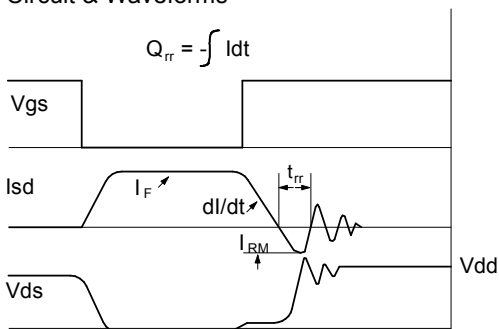 Circuit & Waveforms
Qrr = -∫ Idt
Vgs
Isd
IF
trr
dI/dt
IRM
Vdd
Vds